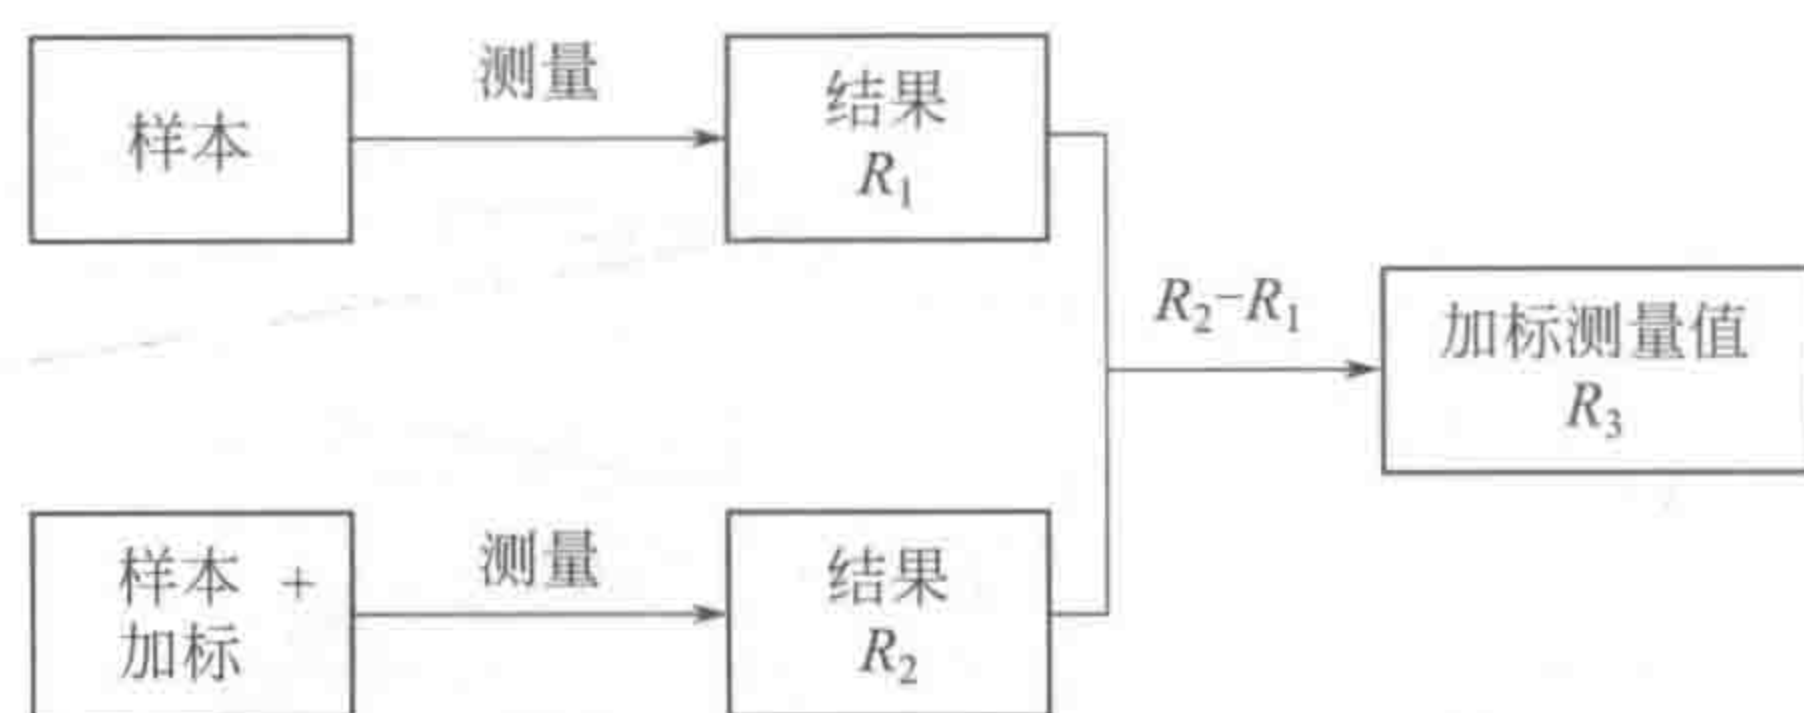 样本
测量
结果
R₁
R₂-R₁
加标测量值
R₃
样本 +
加标
测量
结果
R₂